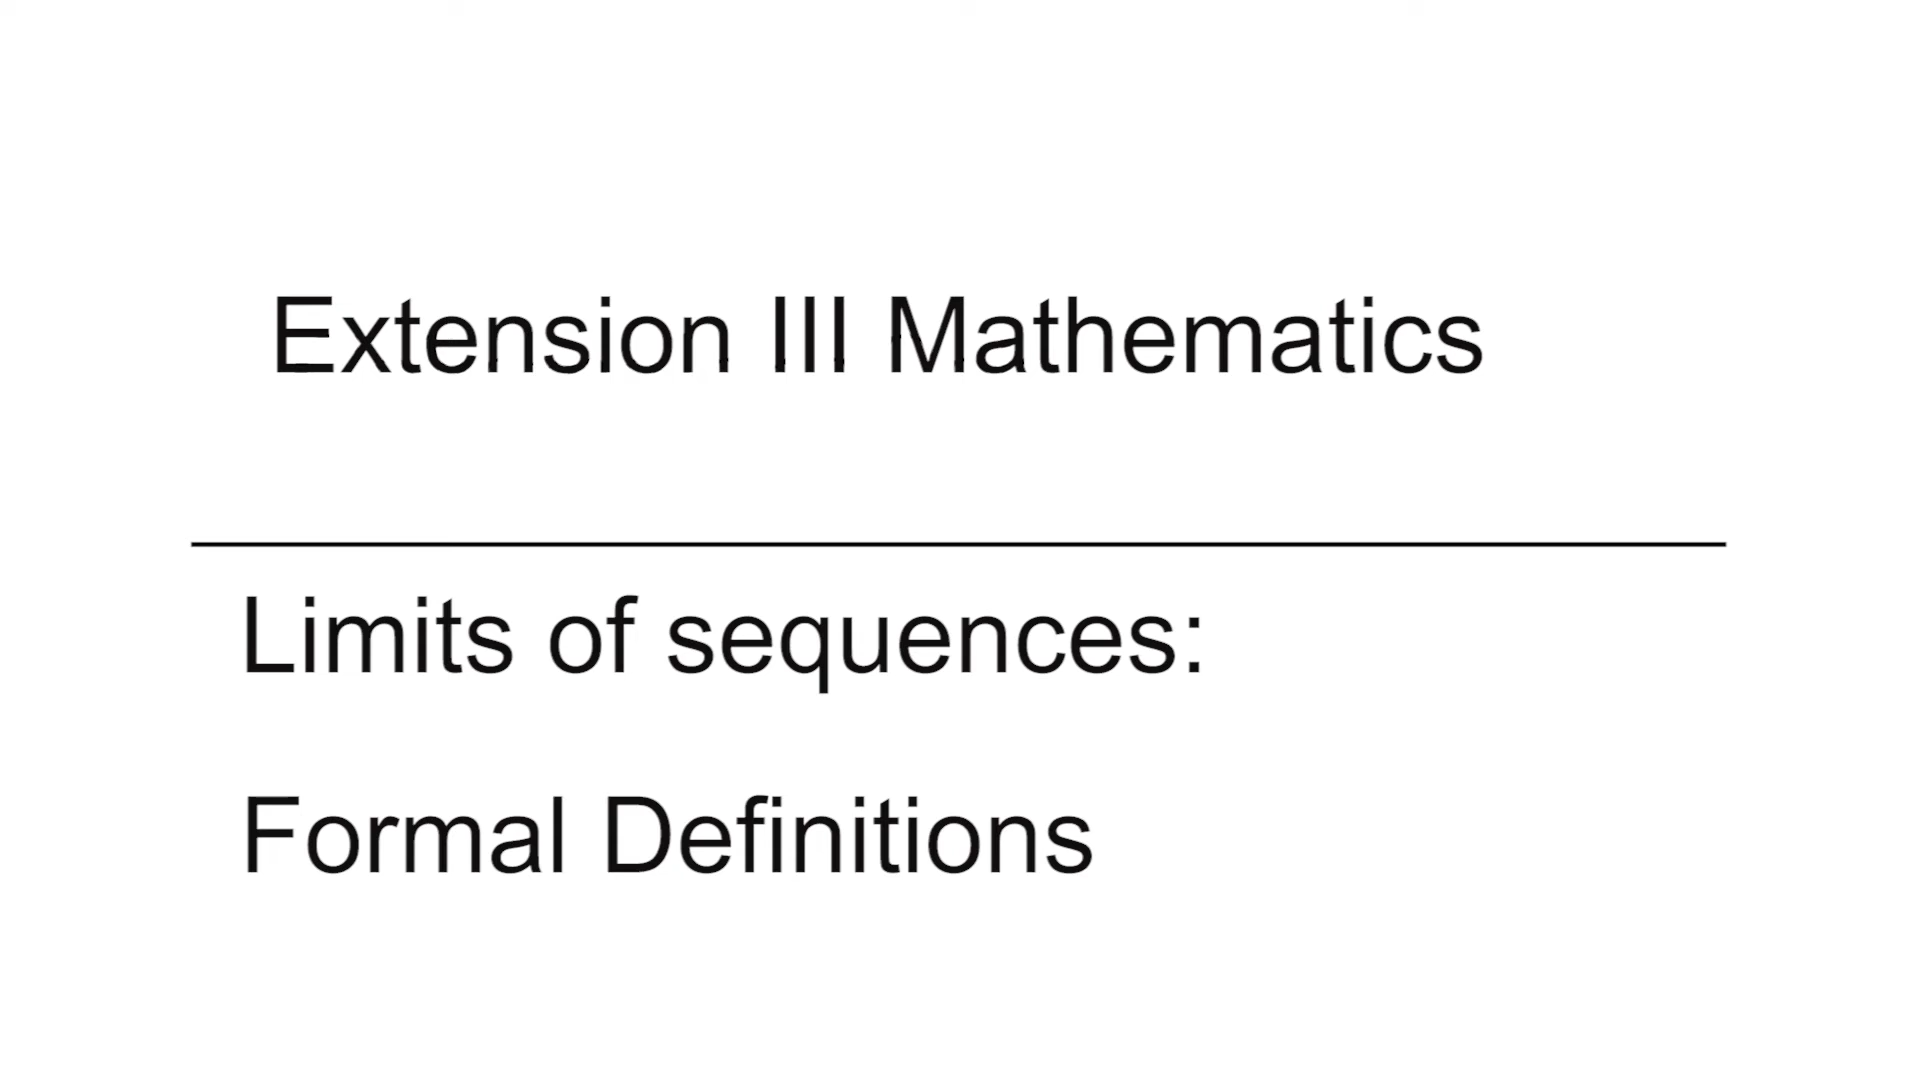 Extension III Mathematics
Limits of sequences:
Formal Definitions